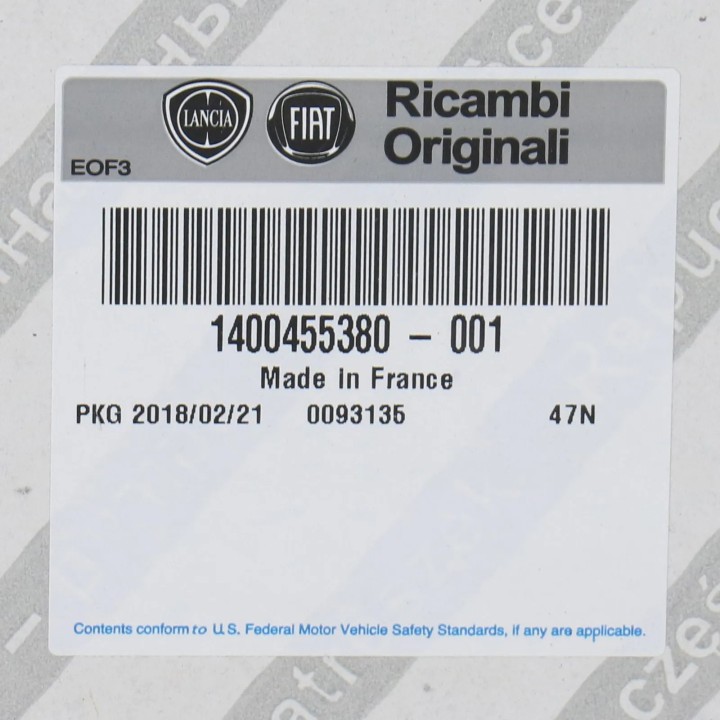 LANCIA FIAT Ricambi
Originali
EOF3
1400455380 - 001
Made in France
PKG 2018/02/21 0093135 47N
Contents conform to U.S. Federal Motor Vehicle Safety Standards, if any are applicable.